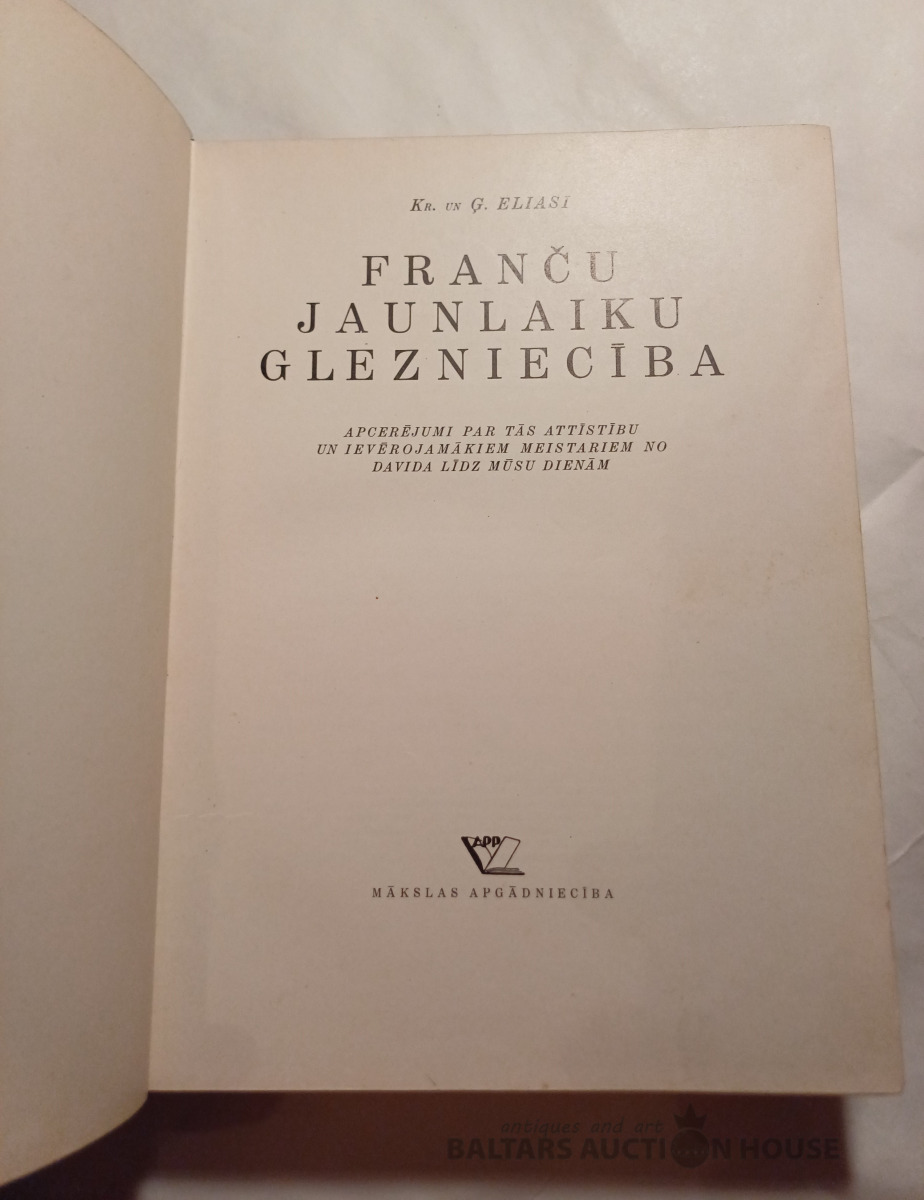 Kr. un Ģ. ELIASI
FRANČU
JAUNLAIKU
GLEZNIECĪBA
APCERĒJUMI PAR TĀS ATTĪSTĪBU
UN IEVĒROJAMĀKIEM MEISTARIEM NO
DAVIDA LĪDZ MŪSU DIENĀM
APP
MĀKSLAS APGĀDNIECĪBA
antiques and art
BALTARS AUCTION HOUSE